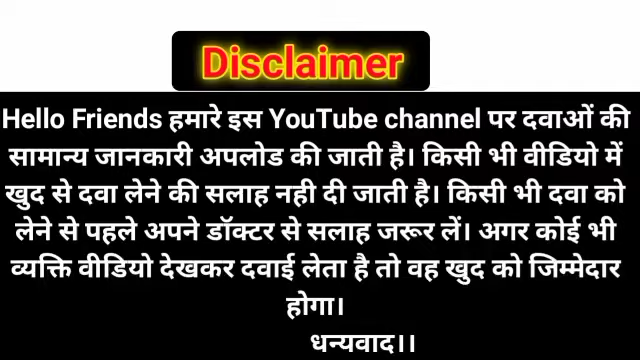 Disclaimer
Hello Friends हमारे इस YouTube channel पर दवाओं की
सामान्य जानकारी अपलोड की जाती है। किसी भी वीडियो में
खुद से दवा लेने की सलाह नही दी जाती है। किसी भी दवा को
लेने से पहले अपने डॉक्टर से सलाह जरूर लें। अगर कोई भी
व्यक्ति वीडियो देखकर दवाई लेता है तो वह खुद को जिम्मेदार
होगा।
धन्यवाद।।